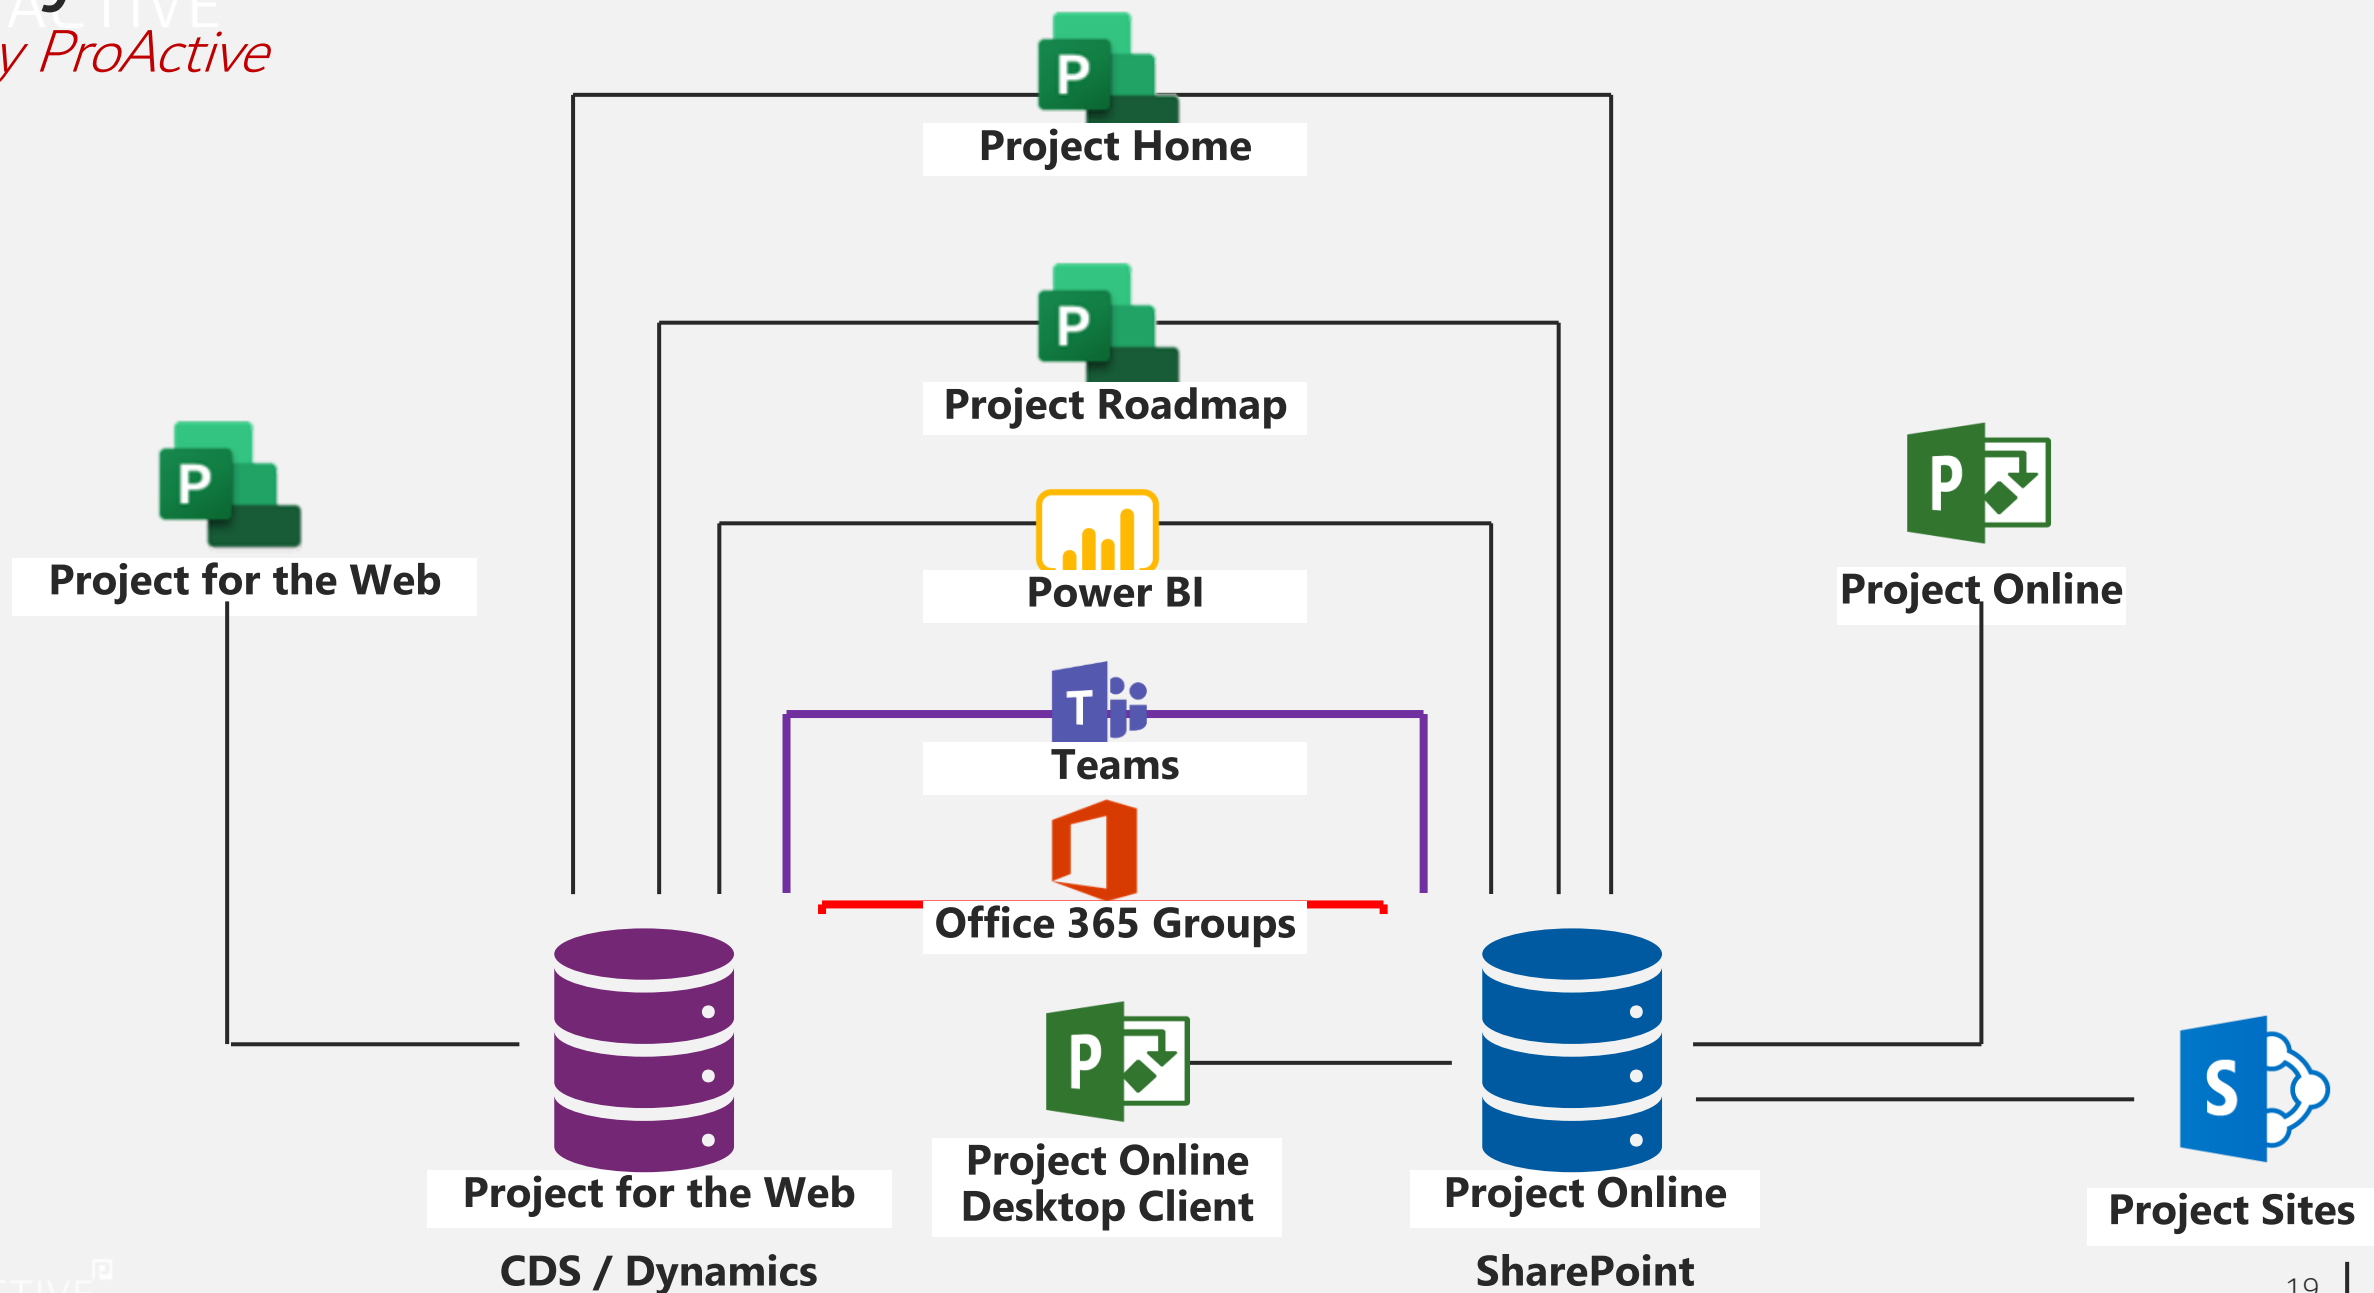 ACTIVE
y ProActive
P
Project Home
P
Project Roadmap
P
Project for the Web
P
Project Online
Power BI
T
Teams
Office 365 Groups
P
Project Online
Desktop Client
S
Project Sites
Project for the Web
Project Online
CDS / Dynamics
SharePoint
19